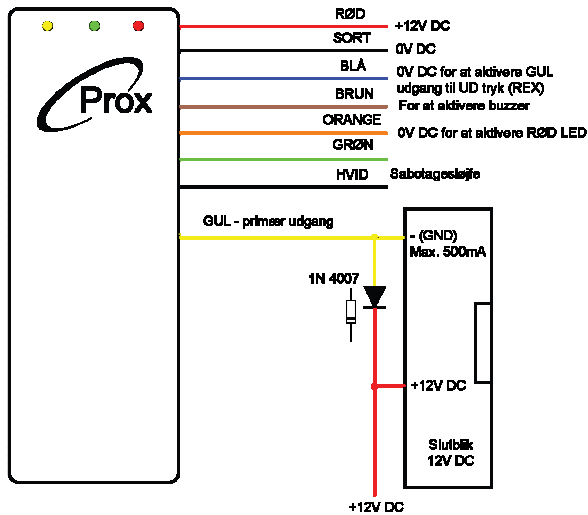 RØD
+12V DC
SORT
0V DC
Prox
BLÅ
0V DC for at aktivere GUL
udgang til UD tryk (REX)
BRUN
For at aktivere buzzer
ORANGE
0V DC for at aktivere RØD LED
GRØN
HVID
Sabotagesløjfe
GUL - primær udgang
- (GND)
Max. 500mA
1N 4007
+12V DC
Slutblik
12V DC
+12V DC